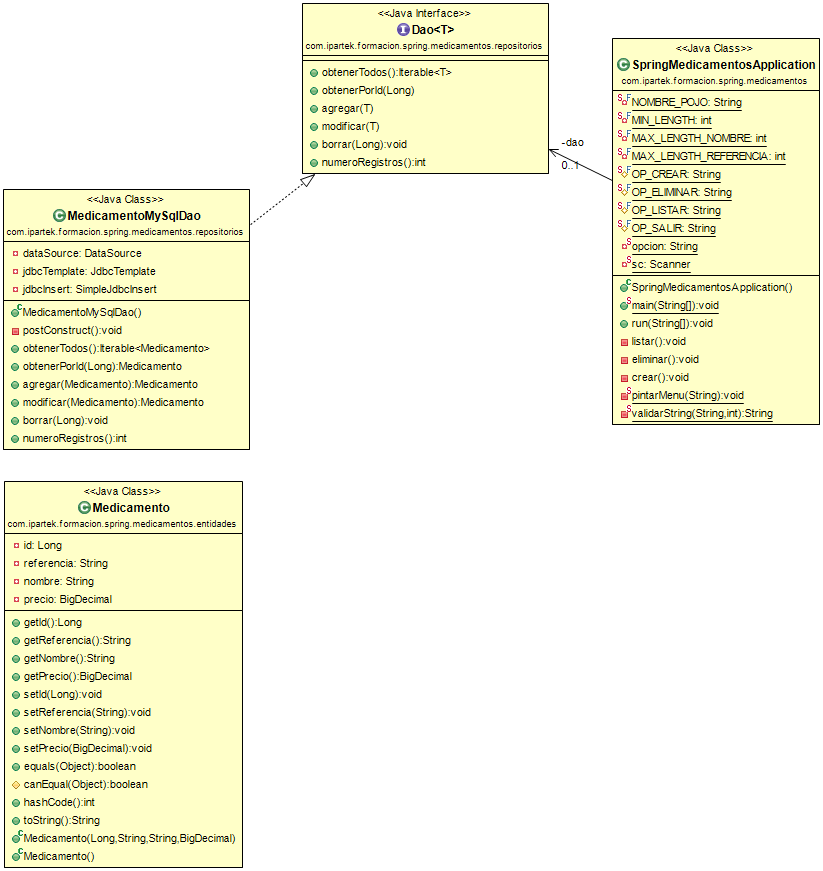 <<Java Interface>>
Dao<T>
com.ipartek.formacion.spring.medicamentos.repositorios
obtenerTodos():Iterable<T>
obtenerPorId(Long)
agregar(T)
modificar(T)
borrar(Long):void
numeroRegistros():int
-dao
0..1
<<Java Class>>
SpringMedicamentosApplication
com.ipartek.formacion.spring.medicamentos
NOMBRE_POJO: String
MIN_LENGTH: int
MAX_LENGTH_NOMBRE: int
MAX_LENGTH_REFERENCIA: int
OP_CREAR: String
OP_ELIMINAR: String
OP_LISTAR: String
OP_SALIR: String
opcion: String
sc: Scanner
SpringMedicamentosApplication()
main(String[]):void
run(String[]):void
listar():void
eliminar():void
crear():void
pintarMenu(String):void
validarString(String,int):String
<<Java Class>>
MedicamentoMySqlDao
com.ipartek.formacion.spring.medicamentos.repositorios
dataSource: DataSource
jdbcTemplate: JdbcTemplate
jdbcInsert: SimpleJdbcInsert
MedicamentoMySqlDao()
postConstruct():void
obtenerTodos():Iterable<Medicamento>
obtenerPorId(Long):Medicamento
agregar(Medicamento):Medicamento
modificar(Medicamento):Medicamento
borrar(Long):void
numeroRegistros():int
<<Java Class>>
Medicamento
com.ipartek.formacion.spring.medicamentos.entidades
id: Long
referencia: String
nombre: String
precio: BigDecimal
getId():Long
getReferencia():String
getNombre():String
getPrecio():BigDecimal
setId(Long):void
setReferencia(String):void
setNombre(String):void
setPrecio(BigDecimal):void
equals(Object):boolean
canEqual(Object):boolean
hashCode():int
toString():String
Medicamento(Long,String,String,BigDecimal)
Medicamento()